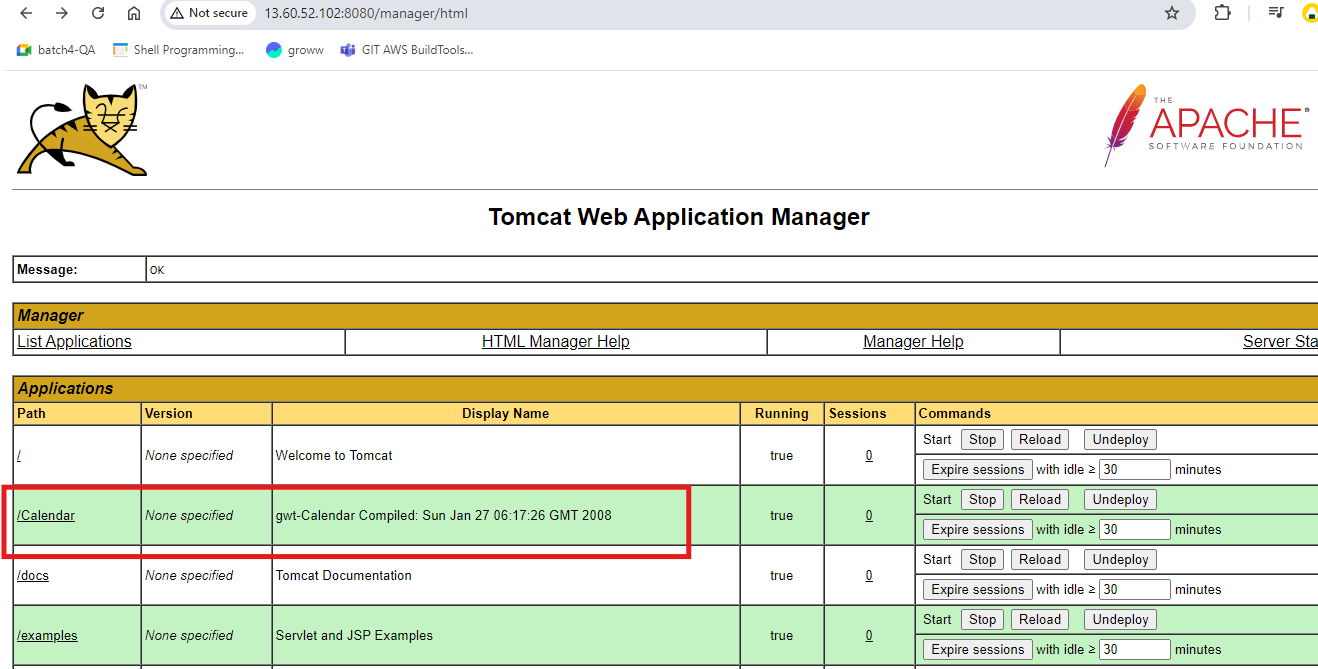 Not secure 13.60.52.102:8080/manager/html
batch4-QA Shell Programming... groww GIT AWS BuildTools...
TM
THE
APACHE®
SOFTWARE FOUNDATION
Tomcat Web Application Manager
Message: OK
Manager
List Applications HTML Manager Help Manager Help Server Sta
Applications
Path Version Display Name Running Sessions Commands
/ None specified Welcome to Tomcat true 0 Start Stop Reload Undeploy
Expire sessions with idle ≥ 30 minutes
/Calendar None specified gwt-Calendar Compiled: Sun Jan 27 06:17:26 GMT 2008 true 0 Start Stop Reload Undeploy
Expire sessions with idle ≥ 30 minutes
/docs None specified Tomcat Documentation true 0 Start Stop Reload Undeploy
Expire sessions with idle ≥ 30 minutes
/examples None specified Servlet and JSP Examples true 0 Start Stop Reload Undeploy
Expire sessions with idle ≥ 30 minutes